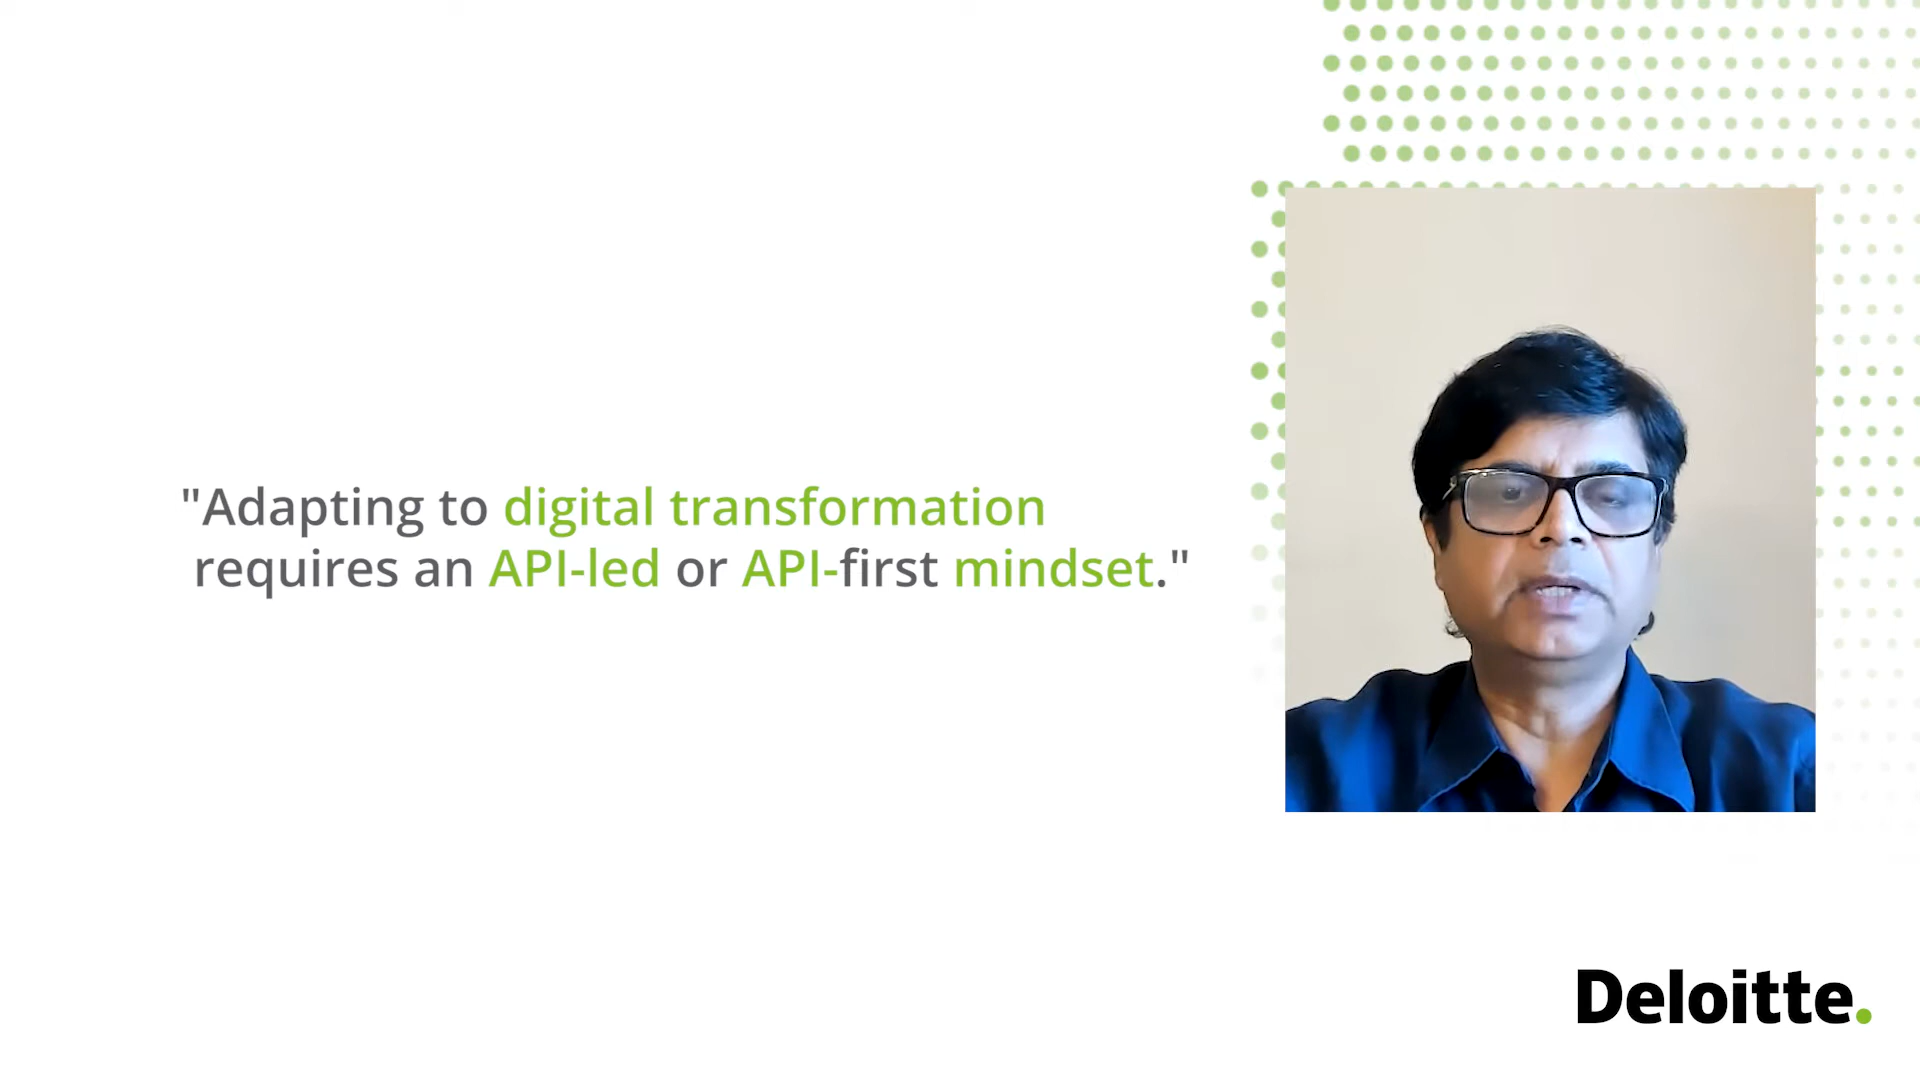 "Adapting to digital transformation
requires an API-led or API-first mindset."
Deloitte.